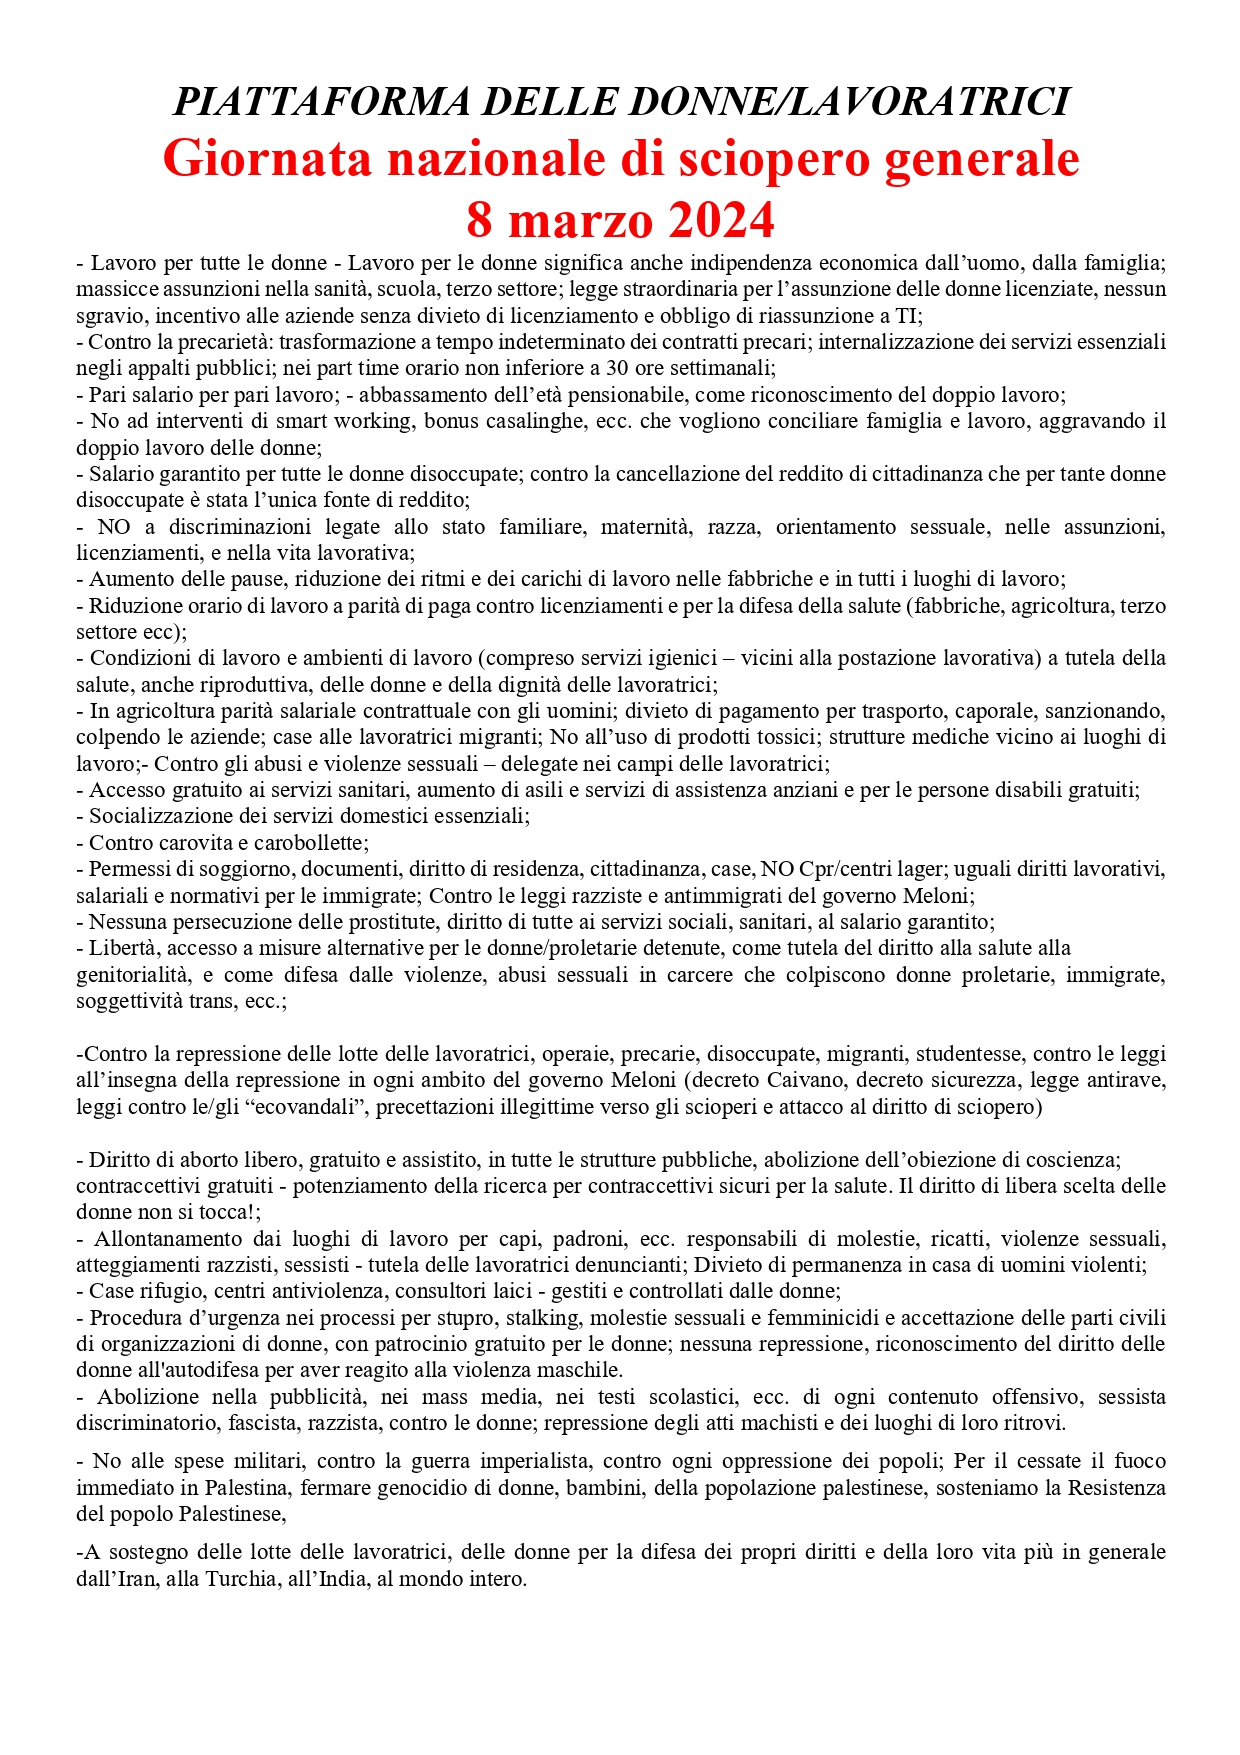 PIATTAFORMA DELLE DONNE/LAVORATRICI
Giornata nazionale di sciopero generale
8 marzo 2024
- Lavoro per tutte le donne - Lavoro per le donne significa anche indipendenza economica dall’uomo, dalla famiglia;
massicce assunzioni nella sanità, scuola, terzo settore; legge straordinaria per l’assunzione delle donne licenziate, nessun
sgravio, incentivo alle aziende senza divieto di licenziamento e obbligo di riassunzione a TI;
- Contro la precarietà: trasformazione a tempo indeterminato dei contratti precari; internalizzazione dei servizi essenziali
negli appalti pubblici; nei part time orario non inferiore a 30 ore settimanali;
- Pari salario per pari lavoro; - abbassamento dell’età pensionabile, come riconoscimento del doppio lavoro;
- No ad interventi di smart working, bonus casalinghe, ecc. che vogliono conciliare famiglia e lavoro, aggravando il
doppio lavoro delle donne;
- Salario garantito per tutte le donne disoccupate; contro la cancellazione del reddito di cittadinanza che per tante donne
disoccupate è stata l’unica fonte di reddito;
- NO a discriminazioni legate allo stato familiare, maternità, razza, orientamento sessuale, nelle assunzioni,
licenziamenti, e nella vita lavorativa;
- Aumento delle pause, riduzione dei ritmi e dei carichi di lavoro nelle fabbriche e in tutti i luoghi di lavoro;
- Riduzione orario di lavoro a parità di paga contro licenziamenti e per la difesa della salute (fabbriche, agricoltura, terzo
settore ecc);
- Condizioni di lavoro e ambienti di lavoro (compreso servizi igienici – vicini alla postazione lavorativa) a tutela della
salute, anche riproduttiva, delle donne e della dignità delle lavoratrici;
- In agricoltura parità salariale contrattuale con gli uomini; divieto di pagamento per trasporto, caporale, sanzionando,
colpendo le aziende; case alle lavoratrici migranti; No all’uso di prodotti tossici; strutture mediche vicino ai luoghi di
lavoro;- Contro gli abusi e violenze sessuali – delegate nei campi delle lavoratrici;
- Accesso gratuito ai servizi sanitari, aumento di asili e servizi di assistenza anziani e per le persone disabili gratuiti;
- Socializzazione dei servizi domestici essenziali;
- Contro carovita e carobollette;
- Permessi di soggiorno, documenti, diritto di residenza, cittadinanza, case, NO Cpr/centri lager; uguali diritti lavorativi,
salariali e normativi per le immigrate; Contro le leggi razziste e antimmigrati del governo Meloni;
- Nessuna persecuzione delle prostitute, diritto di tutte ai servizi sociali, sanitari, al salario garantito;
- Libertà, accesso a misure alternative per le donne/proletarie detenute, come tutela del diritto alla salute alla
genitorialità, e come difesa dalle violenze, abusi sessuali in carcere che colpiscono donne proletarie, immigrate,
soggettività trans, ecc.;
-Contro la repressione delle lotte delle lavoratrici, operaie, precarie, disoccupate, migranti, studentesse, contro le leggi
all’insegna della repressione in ogni ambito del governo Meloni (decreto Caivano, decreto sicurezza, legge antirave,
leggi contro le/gli “ecovandali”, precettazioni illegittime verso gli scioperi e attacco al diritto di sciopero)
- Diritto di aborto libero, gratuito e assistito, in tutte le strutture pubbliche, abolizione dell’obiezione di coscienza;
contraccettivi gratuiti - potenziamento della ricerca per contraccettivi sicuri per la salute. Il diritto di libera scelta delle
donne non si tocca!;
- Allontanamento dai luoghi di lavoro per capi, padroni, ecc. responsabili di molestie, ricatti, violenze sessuali,
atteggiamenti razzisti, sessisti - tutela delle lavoratrici denuncianti; Divieto di permanenza in casa di uomini violenti;
- Case rifugio, centri antiviolenza, consultori laici - gestiti e controllati dalle donne;
- Procedura d’urgenza nei processi per stupro, stalking, molestie sessuali e femminicidi e accettazione delle parti civili
di organizzazioni di donne, con patrocinio gratuito per le donne; nessuna repressione, riconoscimento del diritto delle
donne all'autodifesa per aver reagito alla violenza maschile.
- Abolizione nella pubblicità, nei mass media, nei testi scolastici, ecc. di ogni contenuto offensivo, sessista
discriminatorio, fascista, razzista, contro le donne; repressione degli atti machisti e dei luoghi di loro ritrovi.
- No alle spese militari, contro la guerra imperialista, contro ogni oppressione dei popoli; Per il cessate il fuoco
immediato in Palestina, fermare genocidio di donne, bambini, della popolazione palestinese, sosteniamo la Resistenza
del popolo Palestinese,
-A sostegno delle lotte delle lavoratrici, delle donne per la difesa dei propri diritti e della loro vita più in generale
dall’Iran, alla Turchia, all’India, al mondo intero.